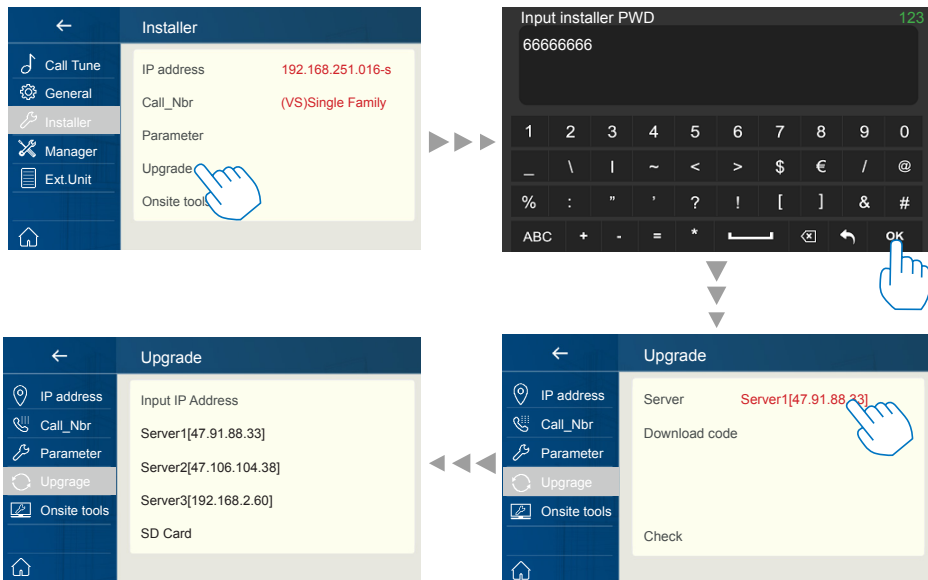 Installer
Call Tune
General
Installer
Manager
Ext.Unit
IP address 192.168.251.016-s
Call_Nbr (VS)Single Family
Parameter
Upgrade
Onsite tools
Input installer PWD 123
66666666
1 2 3 4 5 6 7 8 9 0
_ \ | ~ < > $ € / @
% : " ' ? ! [ ] & #
ABC + - = * OK
Upgrade
IP address
Call_Nbr
Parameter
Upgrage
Onsite tools
Server Server1[47.91.88.33]
Download code
Check
Upgrade
IP address
Call_Nbr
Parameter
Upgrage
Onsite tools
Input IP Address
Server1[47.91.88.33]
Server2[47.106.104.38]
Server3[192.168.2.60]
SD Card